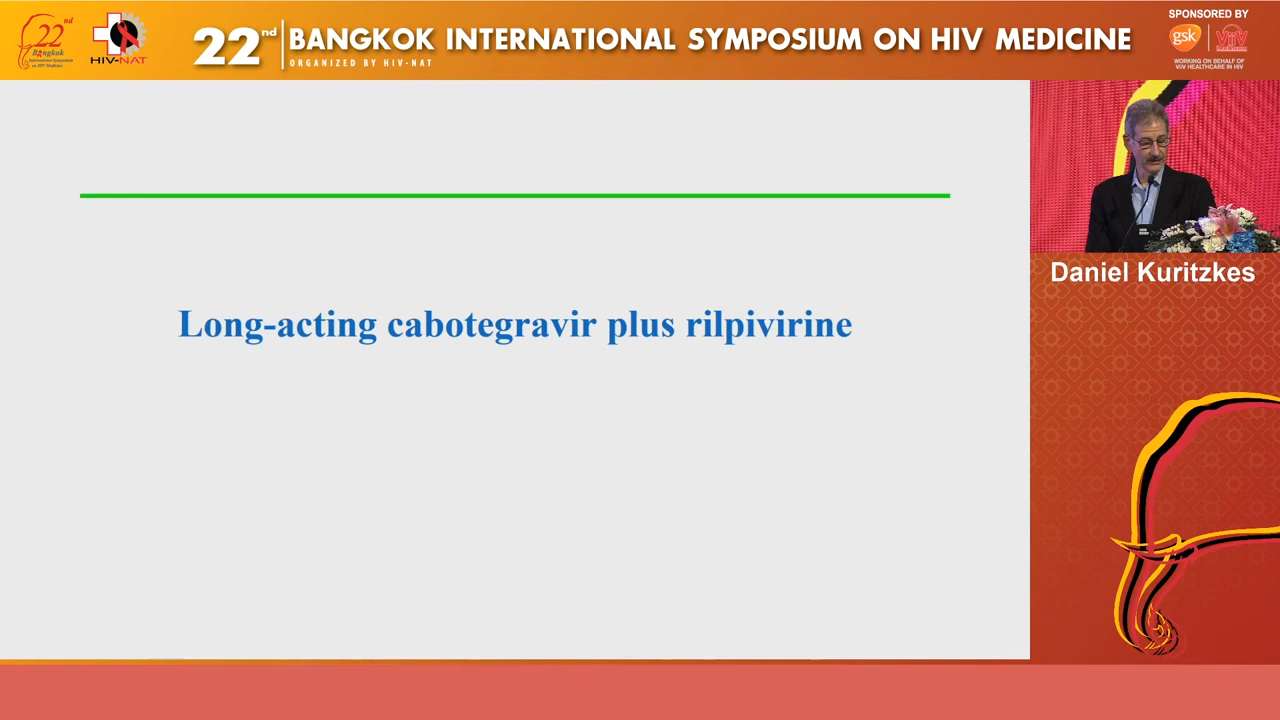 22nd
Bangkok
International Symposium
on HIV Medicine
HIV-NAT
22nd BANGKOK INTERNATIONAL SYMPOSIUM ON HIV MEDICINE
ORGANIZED BY HIV-NAT
SPONSORED BY
gsk
ViiV
Healthcare
WORKING ON BEHALF OF
ViiV HEALTHCARE IN HIV
Daniel Kuritzkes
Long-acting cabotegravir plus rilpivirine